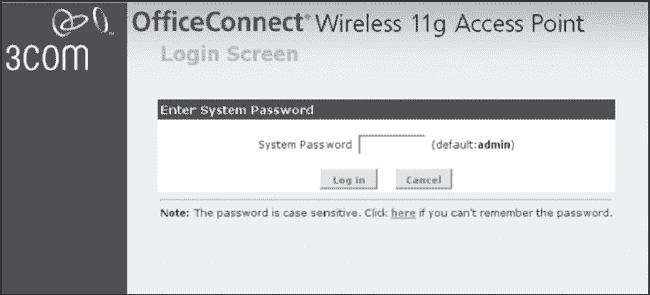 3COM
OfficeConnect® Wireless 11g Access Point
Login Screen
Enter System Password
System Password (default:admin)
Log in Cancel
Note: The password is case sensitive. Click here if you can't remember the password.